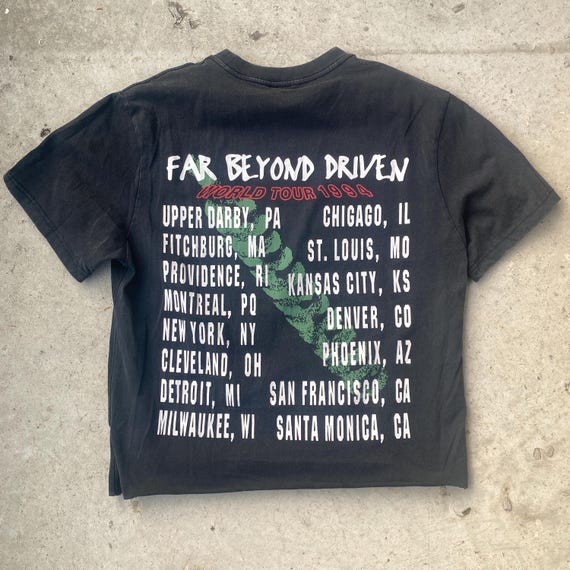 FAR BEYOND DRIVEN
WORLD TOUR 1994
UPPER DARBY, PA
FITCHBURG, MA
PROVIDENCE, RI
MONTREAL, PQ
NEW YORK, NY
CLEVELAND, OH
DETROIT, MI
MILWAUKEE, WI
CHIGAGO, IL
ST. LOUIS, MO
KANSAS CITY, KS
DENVER, CO
PHOENIX, AZ
SAN FRANCISCO, CA
SANTA MONICA, CA